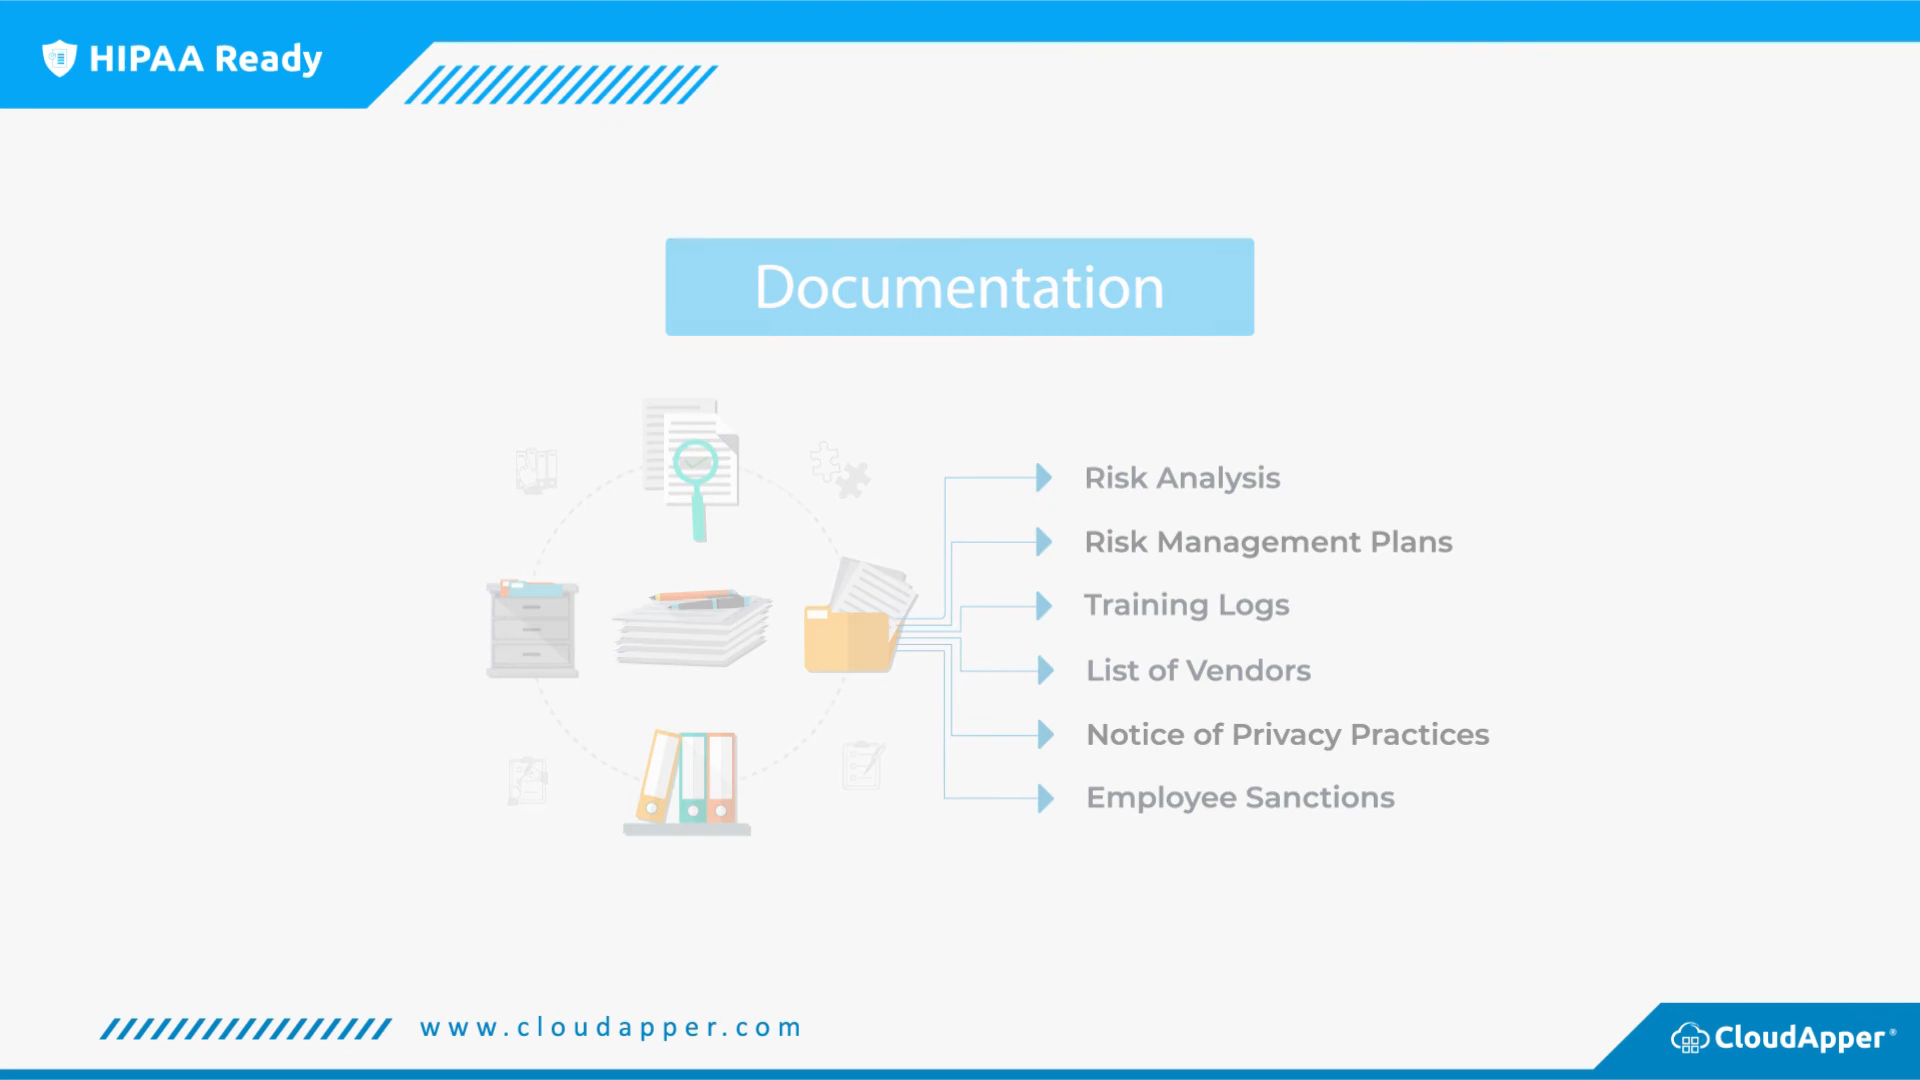 HIPAA Ready
Documentation
Risk Analysis
Risk Management Plans
Training Logs
List of Vendors
Notice of Privacy Practices
Employee Sanctions
www.cloudapper.com
CloudApper®